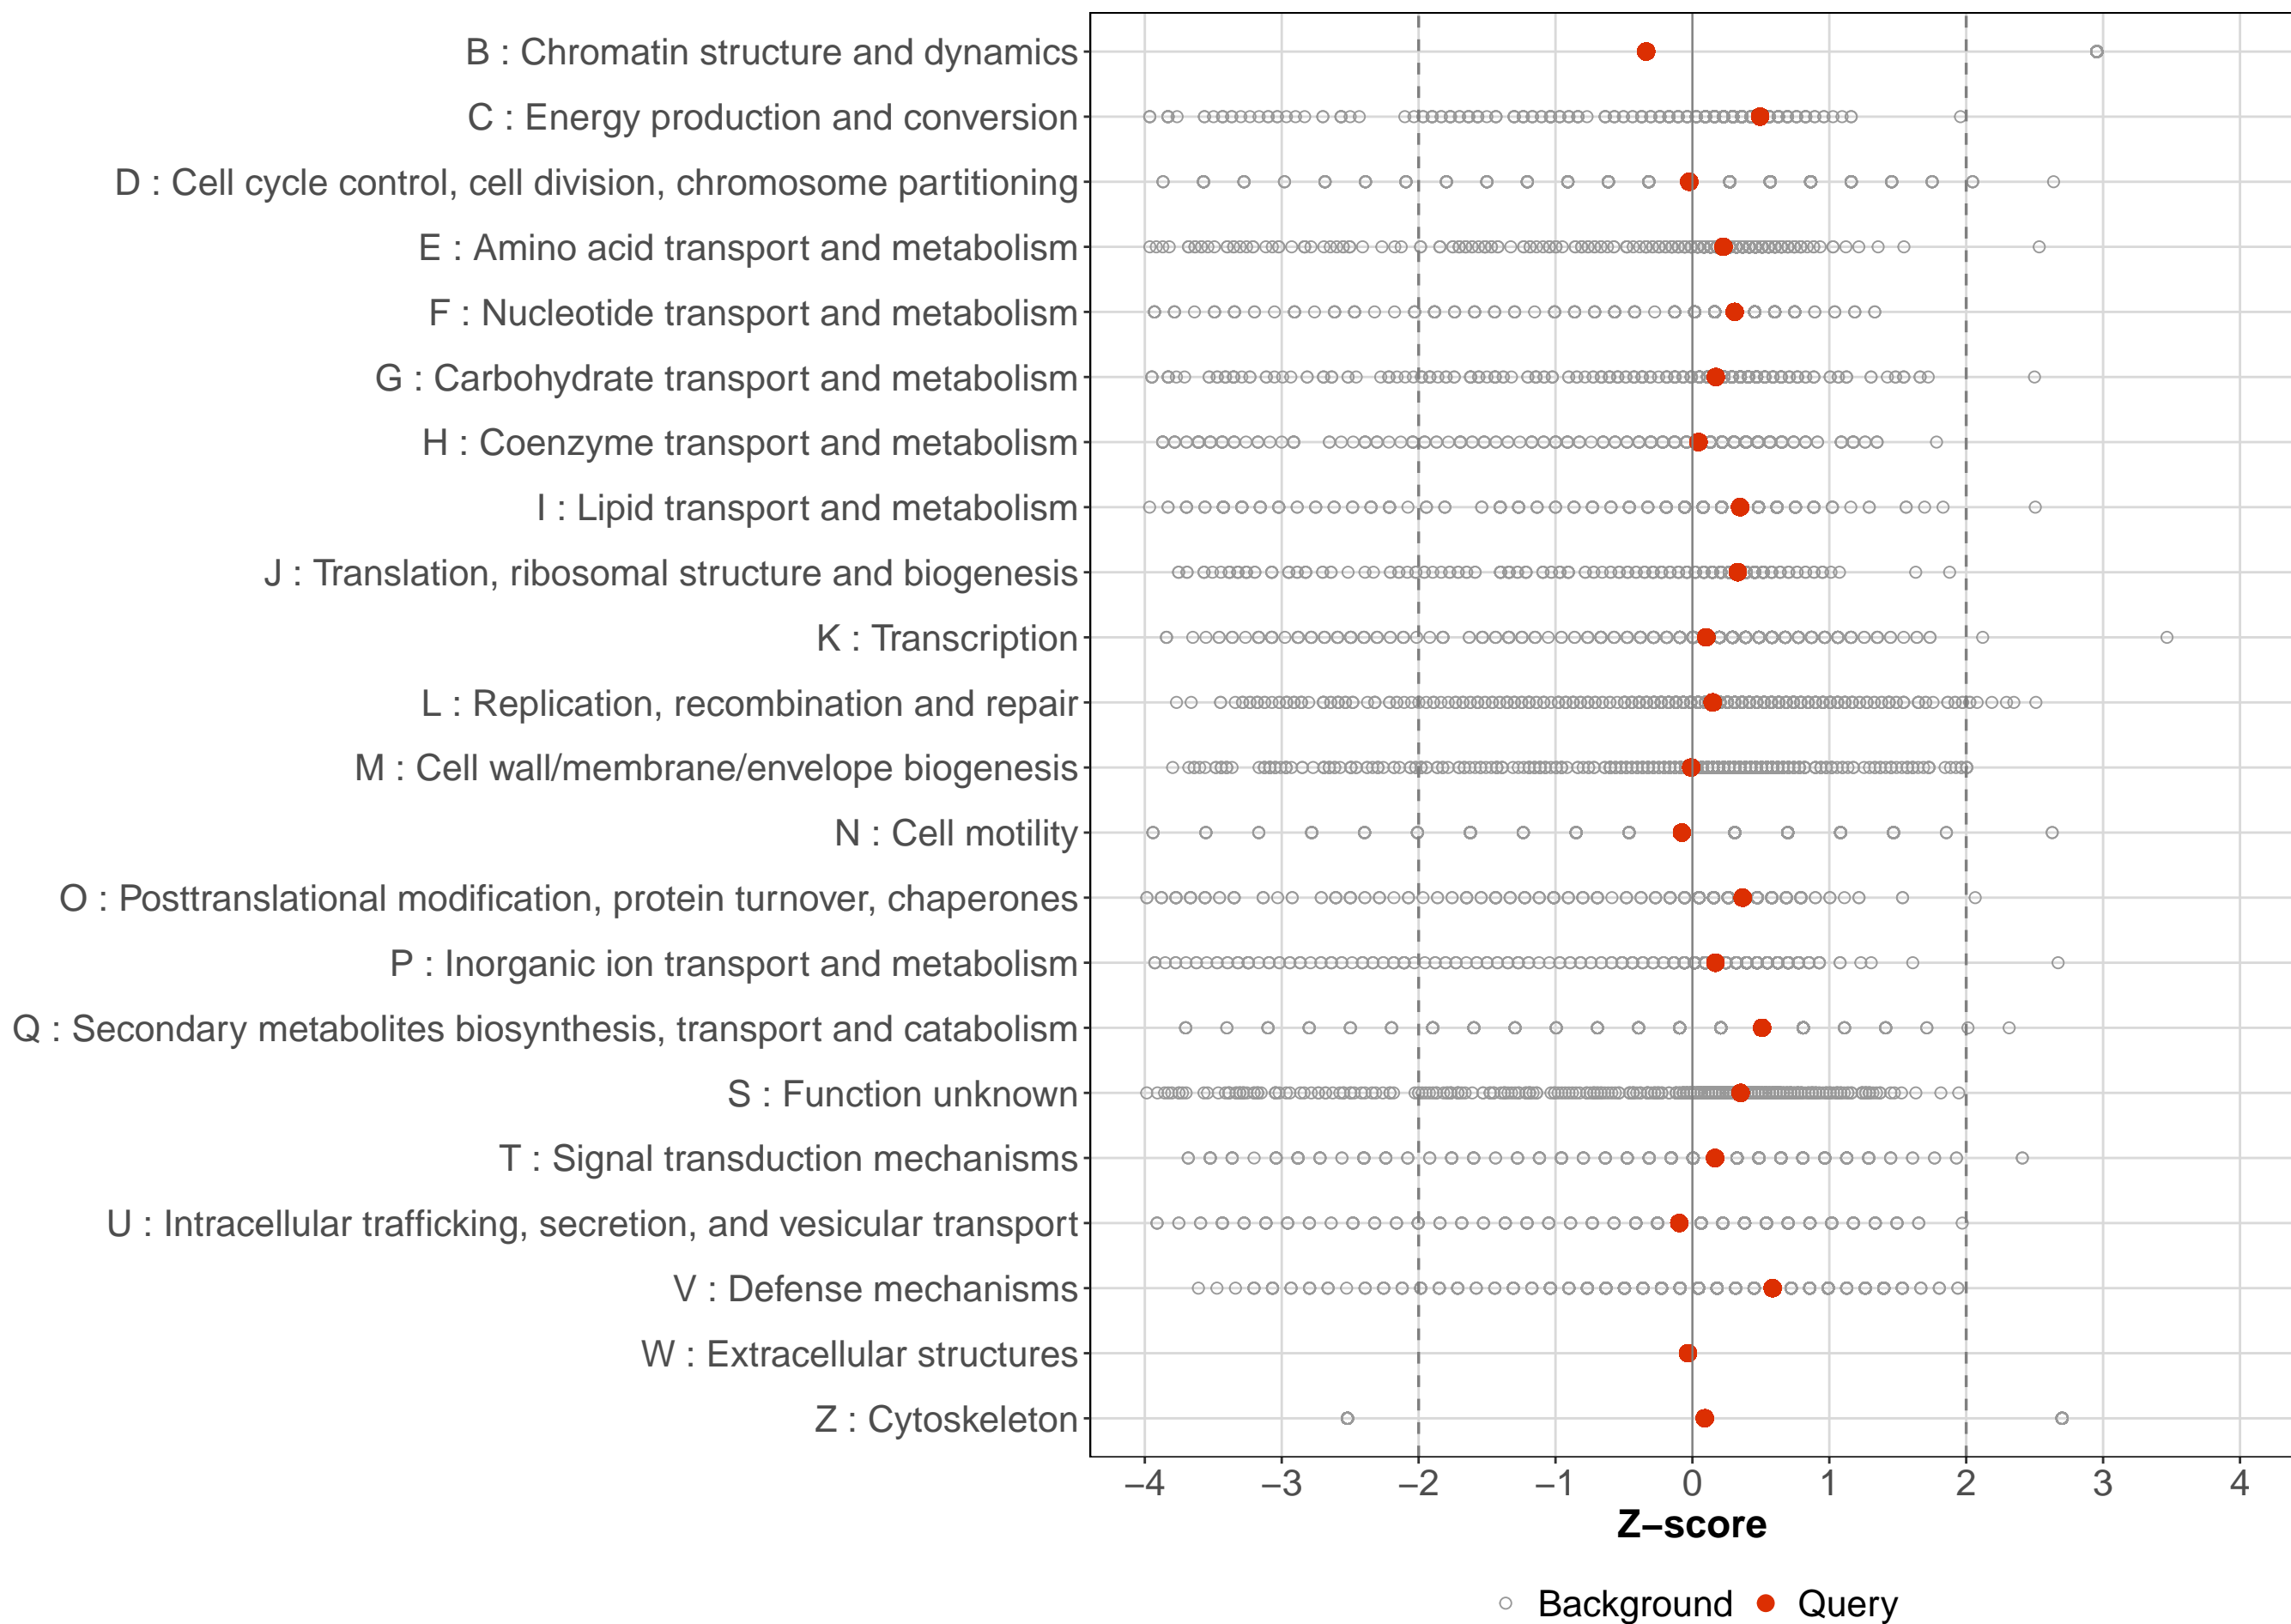 B : Chromatin structure and dynamics
C : Energy production and conversion
D : Cell cycle control, cell division, chromosome partitioning
E : Amino acid transport and metabolism
F : Nucleotide transport and metabolism
G : Carbohydrate transport and metabolism
H : Coenzyme transport and metabolism
I : Lipid transport and metabolism
J : Translation, ribosomal structure and biogenesis
K : Transcription
L : Replication, recombination and repair
M : Cell wall/membrane/envelope biogenesis
N : Cell motility
O : Posttranslational modification, protein turnover, chaperones
P : Inorganic ion transport and metabolism
Q : Secondary metabolites biosynthesis, transport and catabolism
S : Function unknown
T : Signal transduction mechanisms
U : Intracellular trafficking, secretion, and vesicular transport
V : Defense mechanisms
W : Extracellular structures
Z : Cytoskeleton
−4 −3 −2 −1 0 1 2 3 4
Z−score
Background Query